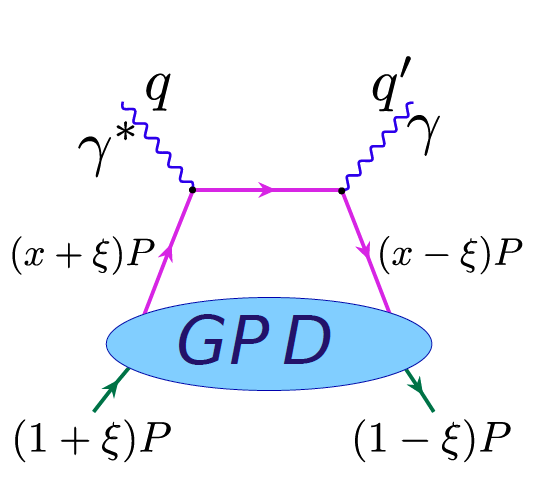 q q′
γ* γ
(x + ξ)P (x − ξ)P
GPD
(1 + ξ)P (1 − ξ)P